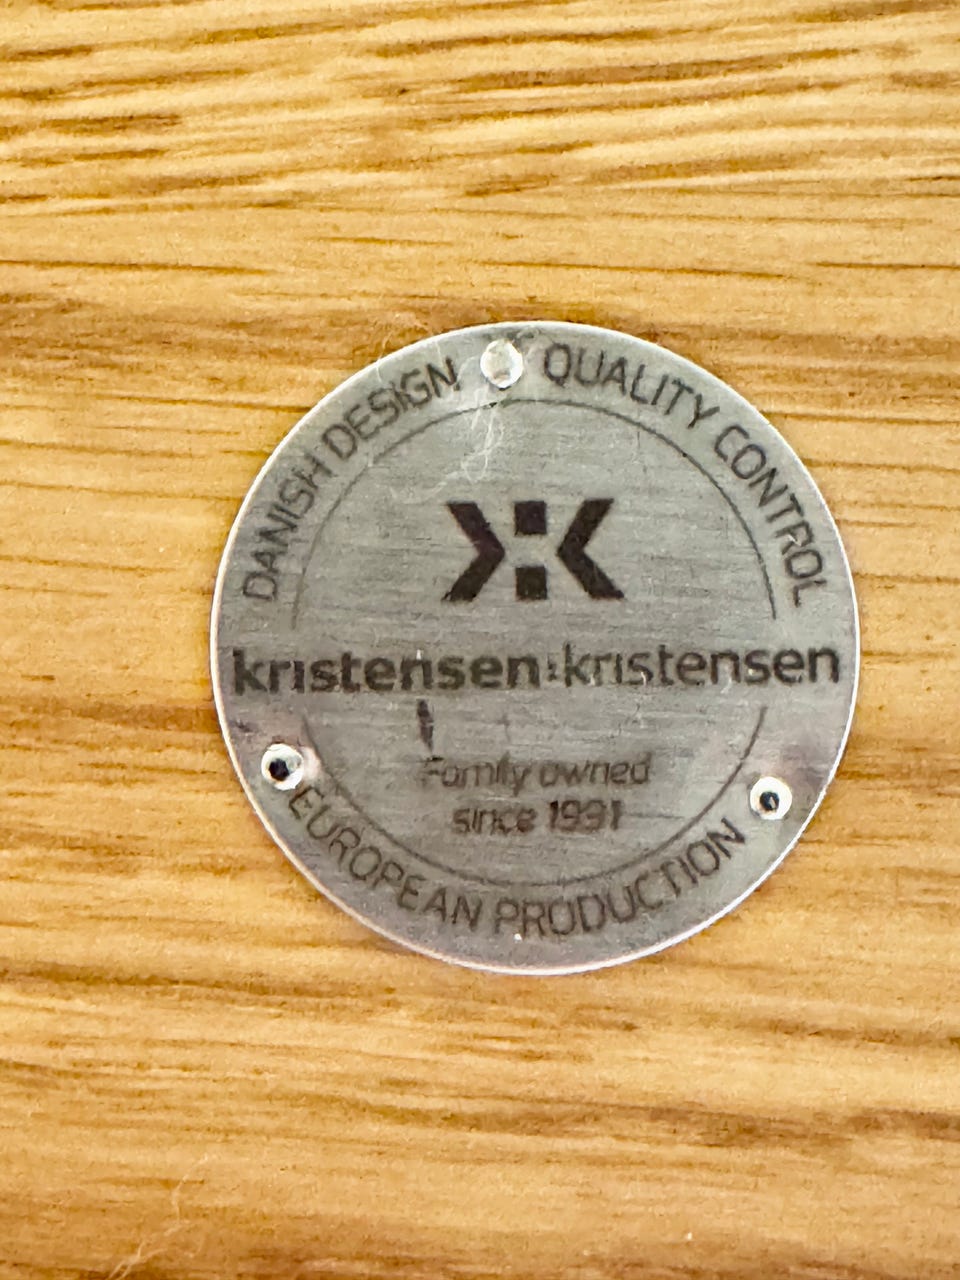 DANISH DESIGN
QUALITY CONTROL
kristensen:kristensen
Family owned
since 1991
EUROPEAN PRODUCTION